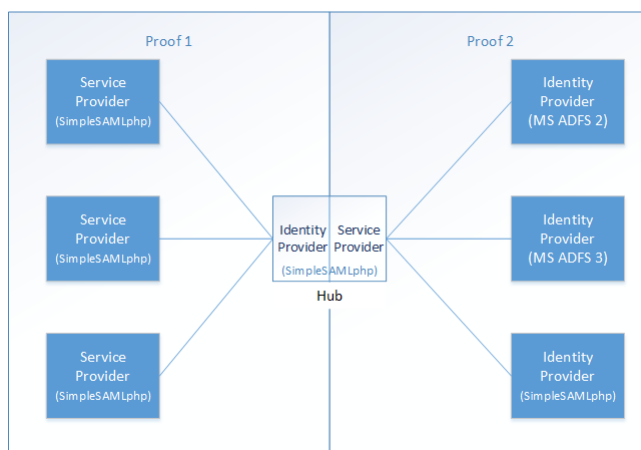 Proof 1
Proof 2
Service
Provider
(SimpleSAMLphp)
Identity
Provider
(MS ADFS 2)
Service
Provider
(SimpleSAMLphp)
Identity
Provider
Service
Provider
(SimpleSAMLphp)
Hub
Identity
Provider
(MS ADFS 3)
Service
Provider
(SimpleSAMLphp)
Identity
Provider
(SimpleSAMLphp)